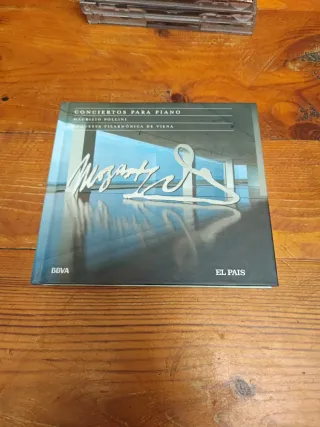 CONCIERTOS PARA PIANO
MAURIZIO POLLINI
ORQUESTA FILARMÓNICA DE VIENA
Mozart
BBVA
EL PAIS